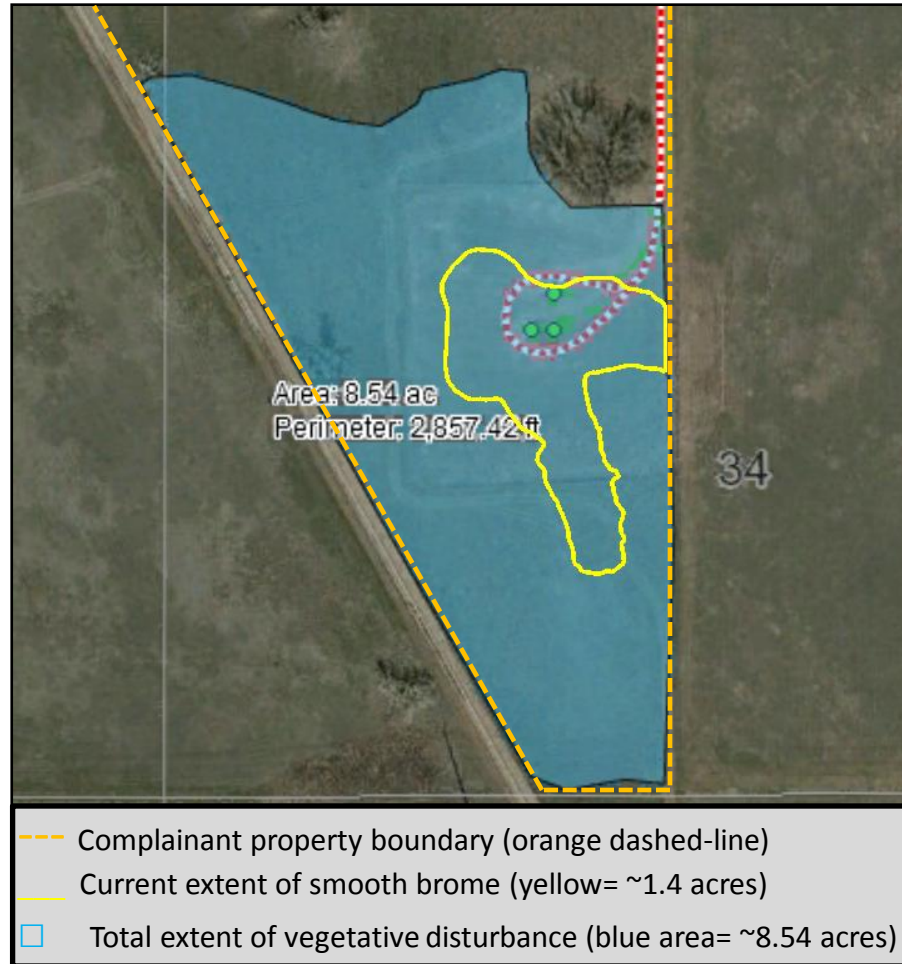 Area: 8.54 ac
Perimeter: 2,857.42 ft
34
Complainant property boundary (orange dashed-line)
Current extent of smooth brome (yellow= ~1.4 acres)
Total extent of vegetative disturbance (blue area= ~8.54 acres)